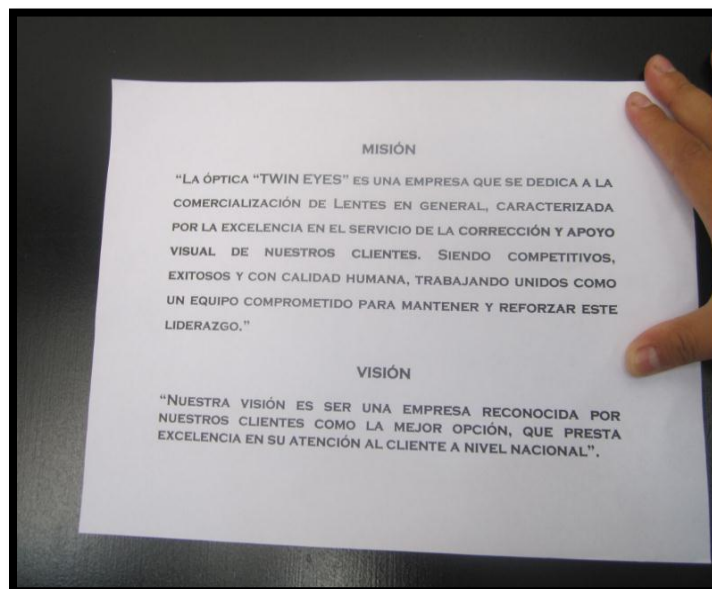 MISIÓN
"LA ÓPTICA "TWIN EYES" ES UNA EMPRESA QUE SE DEDICA A LA
COMERCIALIZACIÓN DE LENTES EN GENERAL, CARACTERIZADA
POR LA EXCELENCIA EN EL SERVICIO DE LA CORRECCIÓN Y APOYO
VISUAL DE NUESTROS CLIENTES. SIENDO COMPETITIVOS,
EXITOSOS Y CON CALIDAD HUMANA, TRABAJANDO UNIDOS COMO
UN EQUIPO COMPROMETIDO PARA MANTENER Y REFORZAR ESTE
LIDERAZGO."
VISIÓN
"NUESTRA VISIÓN ES SER UNA EMPRESA RECONOCIDA POR
NUESTROS CLIENTES COMO LA MEJOR OPCIÓN, QUE PRESTA
EXCELENCIA EN SU ATENCIÓN AL CLIENTE A NIVEL NACIONAL".